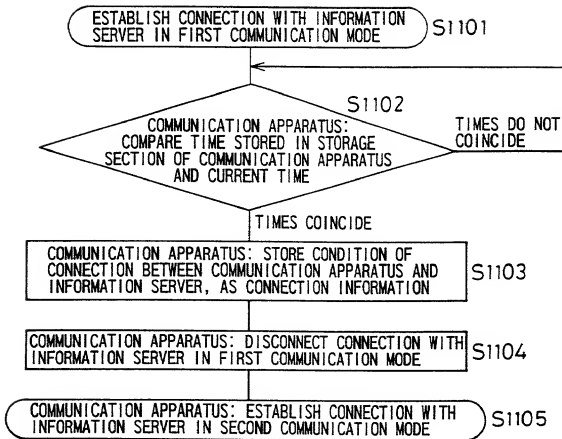 ESTABLISH CONNECTION WITH INFORMATION
SERVER IN FIRST COMMUNICATION MODE
S1101
S1102
COMMUNICATION APPARATUS:
COMPARE TIME STORED IN STORAGE
SECTION OF COMMUNICATION APPARATUS
AND CURRENT TIME
TIMES DO NOT
COINCIDE
TIMES COINCIDE
COMMUNICATION APPARATUS: STORE CONDITION OF
CONNECTION BETWEEN COMMUNICATION APPARATUS AND
INFORMATION SERVER, AS CONNECTION INFORMATION
S1103
COMMUNICATION APPARATUS: DISCONNECT CONNECTION WITH
INFORMATION SERVER IN FIRST COMMUNICATION MODE
S1104
COMMUNICATION APPARATUS: ESTABLISH CONNECTION WITH
INFORMATION SERVER IN SECOND COMMUNICATION MODE
S1105